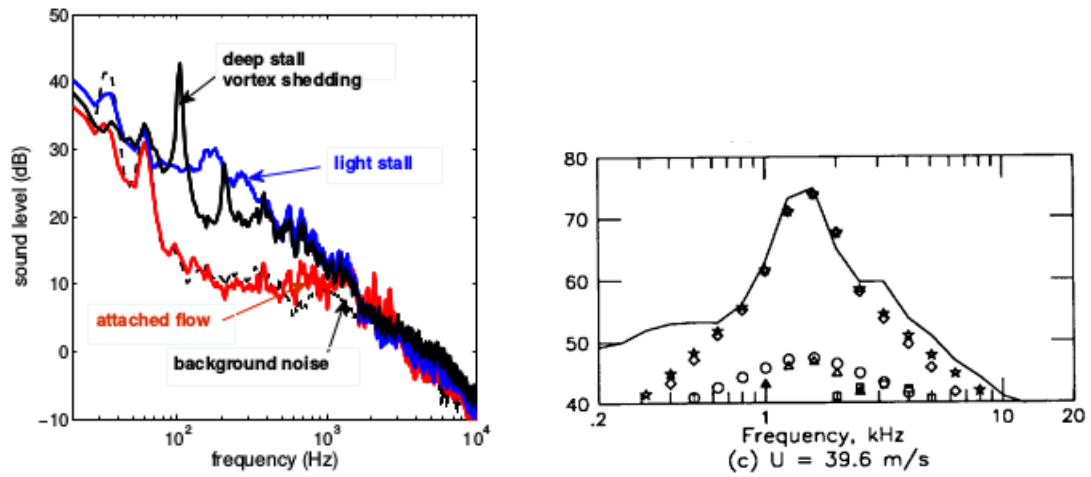 50
40
30
20
10
0
−10
sound level (dB)
deep stall
vortex shedding
light stall
attached flow
background noise
10² 10³ 10⁴
frequency (Hz)
80
70
60
50
40
.2 1 10 20
Frequency, kHz
(c) U = 39.6 m/s